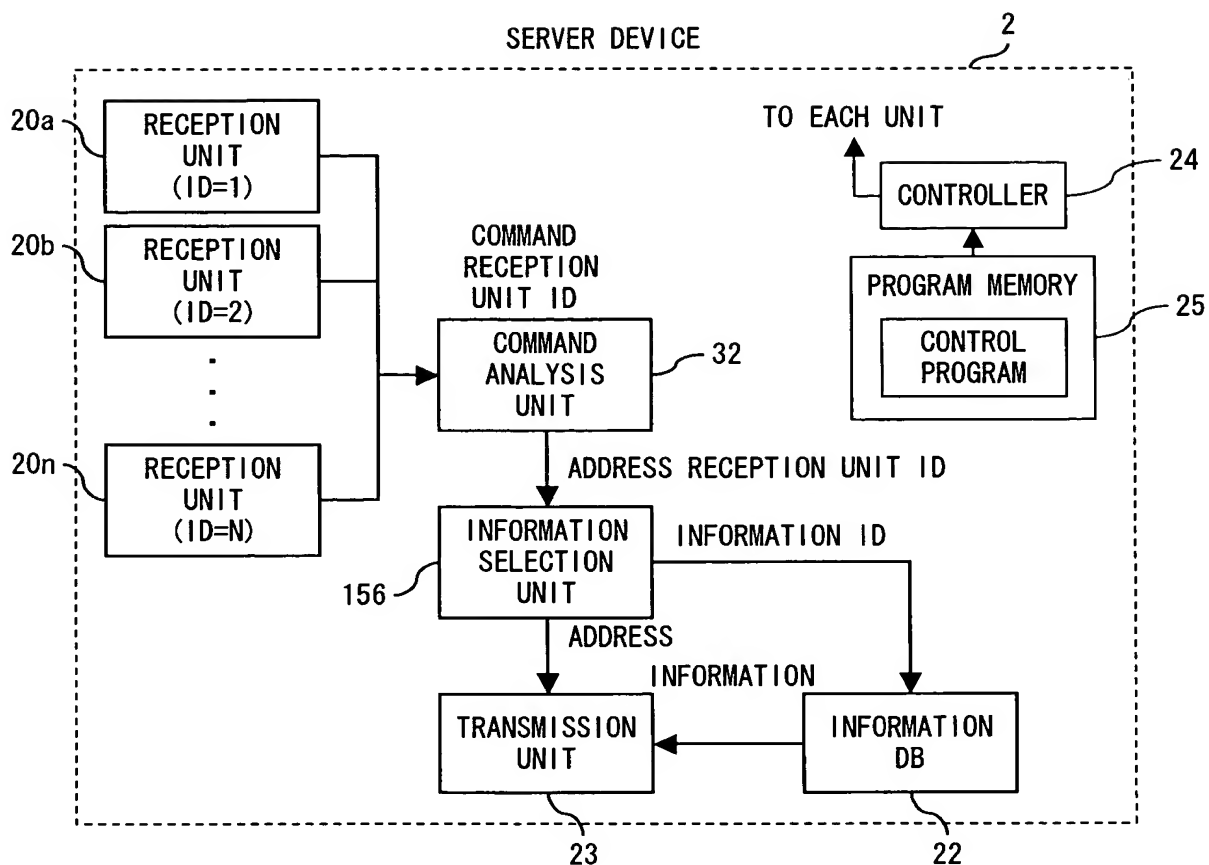 SERVER DEVICE
2
20a
RECEPTION
UNIT
(ID=1)
20b
RECEPTION
UNIT
(ID=2)
20n
RECEPTION
UNIT
(ID=N)
COMMAND
RECEPTION
UNIT ID
COMMAND
ANALYSIS
UNIT
32
TO EACH UNIT
CONTROLLER
24
PROGRAM MEMORY
CONTROL
PROGRAM
25
ADDRESS RECEPTION UNIT ID
INFORMATION
SELECTION
UNIT
156
INFORMATION ID
ADDRESS
INFORMATION
TRANSMISSION
UNIT
23
INFORMATION
DB
22